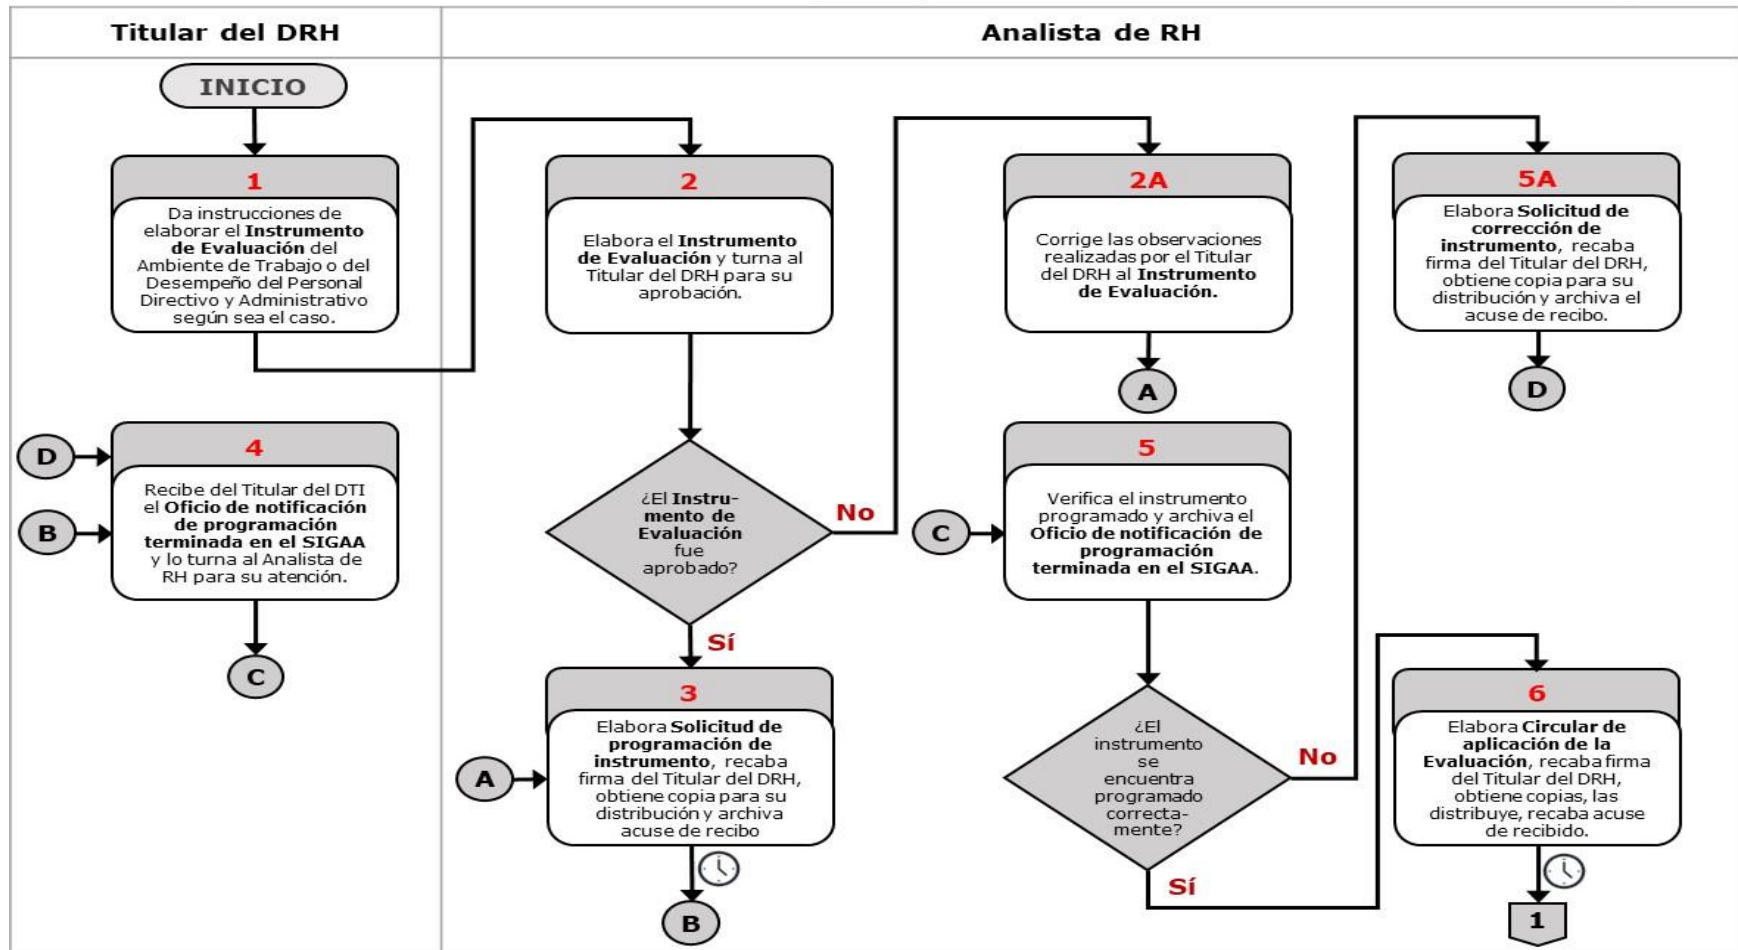 Titular del DRH
Analista de RH
INICIO
1
Da instrucciones de
elaborar el Instrumento
de Evaluación del
Ambiente de Trabajo o del
Desempeño del Personal
Directivo y Administrativo
según sea el caso.
2
Elabora el Instrumento
de Evaluación y turna al
Titular del DRH para su
aprobación.
¿El Instru-
mento de
Evaluación
fue
aprobado?
No
Sí
2A
Corrige las observaciones
realizadas por el Titular
del DRH al Instrumento
de Evaluación.
A
A
3
Elabora Solicitud de
programación de
instrumento, recaba
firma del Titular del DRH,
obtiene copia para su
distribución y archiva
acuse de recibo
B
D
B
4
Recibe del Titular del DTI
el Oficio de notificación
de programación
terminada en el SIGAA
y lo turna al Analista de
RH para su atención.
C
C
5
Verifica el instrumento
programado y archiva el
Oficio de notificación de
programación
terminada en el SIGAA.
¿El
instrumento
se
encuentra
programado
correcta-
mente?
No
Sí
5A
Elabora Solicitud de
corrección de
instrumento, recaba
firma del Titular del DRH,
obtiene copia para su
distribución y archiva el
acuse de recibo.
D
6
Elabora Circular de
aplicación de la
Evaluación, recaba firma
del Titular del DRH,
obtiene copias, las
distribuye, recaba acuse
de recibido.
1